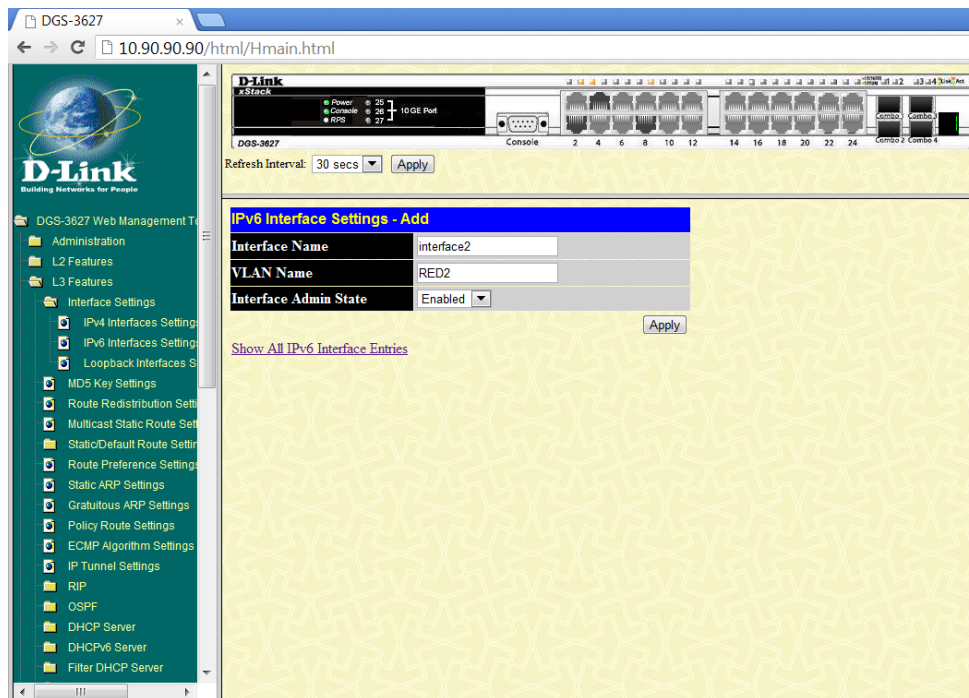 DGS-3627
10.90.90.90/html/Hmain.html
D-Link
Building Networks for People
DGS-3627 Web Management To
Administration
L2 Features
L3 Features
Interface Settings
IPv4 Interfaces Settings
IPv6 Interfaces Settings
Loopback Interfaces S
MD5 Key Settings
Route Redistribution Setti
Multicast Static Route Sett
Static/Default Route Settin
Route Preference Settings
Static ARP Settings
Gratuitous ARP Settings
Policy Route Settings
ECMP Algorithm Settings
IP Tunnel Settings
RIP
OSPF
DHCP Server
DHCPv6 Server
Filter DHCP Server
D-Link
xStack
Power 25
Console 26 10GE Port
RPS 27
DGS-3627
Console 2 4 6 8 10 12 14 16 18 20 22 24
Combo1 Combo3
Combo 2 Combo 4
Refresh Interval: 30 secs Apply
IPv6 Interface Settings - Add
Interface Name interface2
VLAN Name RED2
Interface Admin State Enabled
Apply
Show All IPv6 Interface Entries